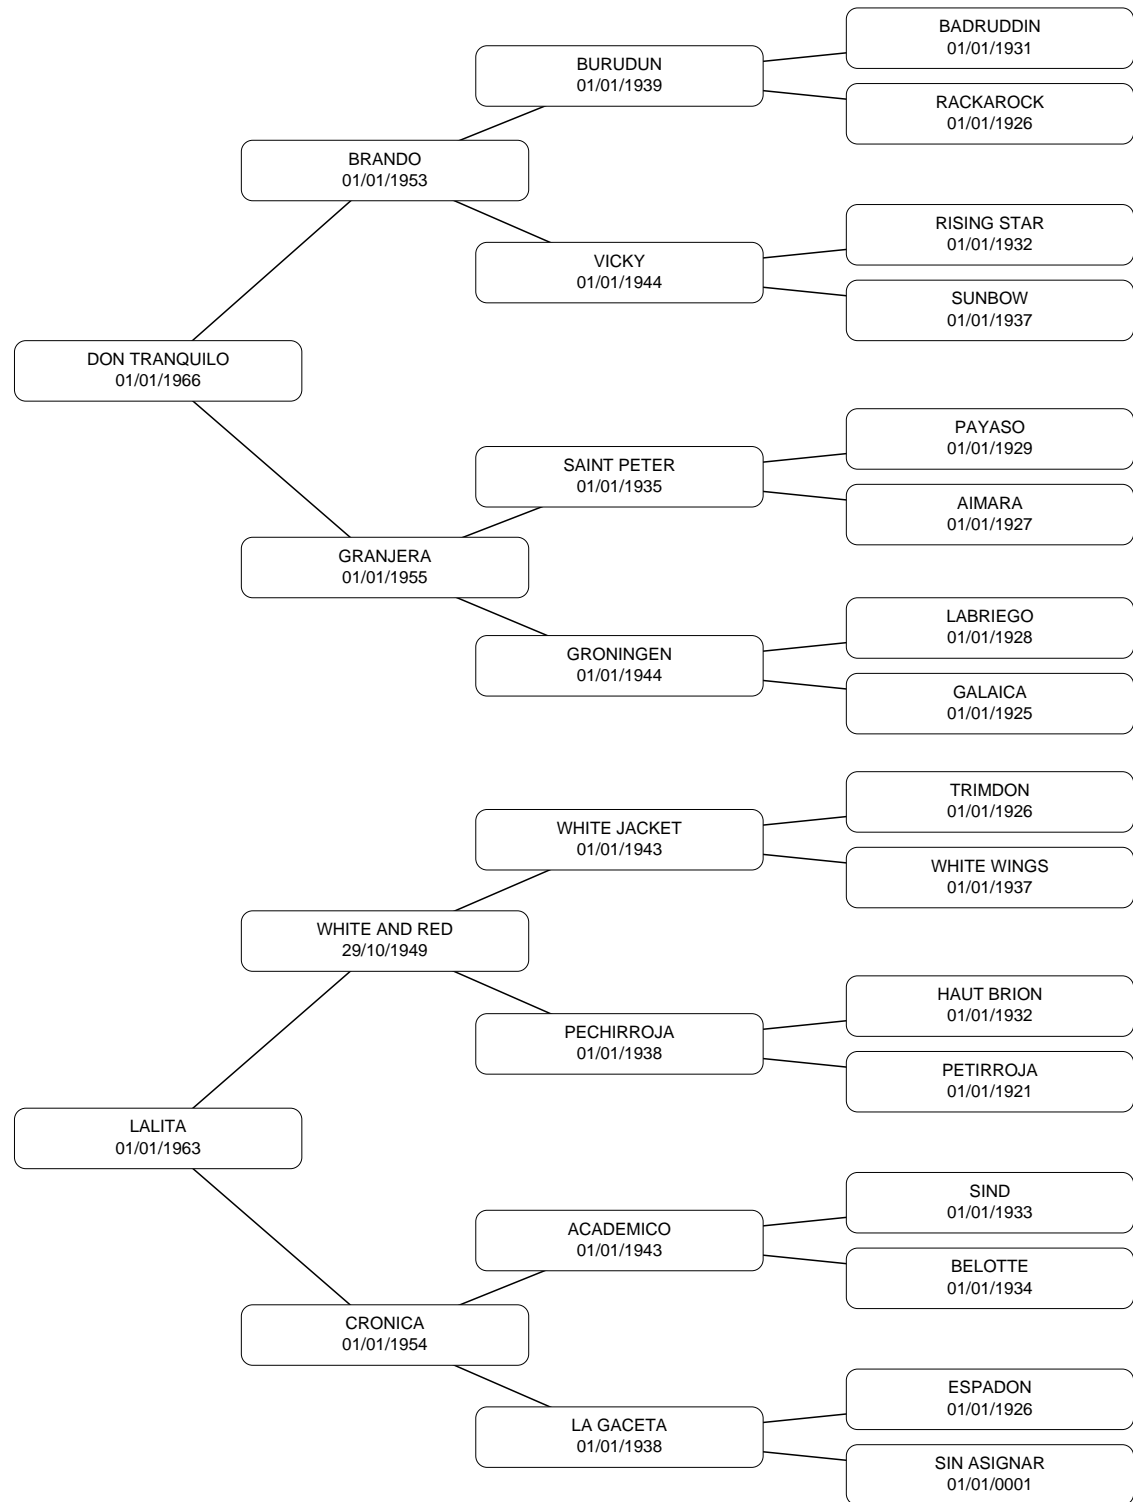 BADRUDDIN
01/01/1931
BURUDUN
01/01/1939
RACKAROCK
01/01/1926
BRANDO
01/01/1953
RISING STAR
01/01/1932
VICKY
01/01/1944
SUNBOW
01/01/1937
DON TRANQUILO
01/01/1966
PAYASO
01/01/1929
SAINT PETER
01/01/1935
AIMARA
01/01/1927
GRANJERA
01/01/1955
LABRIEGO
01/01/1928
GRONINGEN
01/01/1944
GALAICA
01/01/1925
TRIMDON
01/01/1926
WHITE JACKET
01/01/1943
WHITE WINGS
01/01/1937
WHITE AND RED
29/10/1949
HAUT BRION
01/01/1932
PECHIRROJA
01/01/1938
PETIRROJA
01/01/1921
LALITA
01/01/1963
SIND
01/01/1933
ACADEMICO
01/01/1943
BELOTTE
01/01/1934
CRONICA
01/01/1954
ESPADON
01/01/1926
LA GACETA
01/01/1938
SIN ASIGNAR
01/01/0001